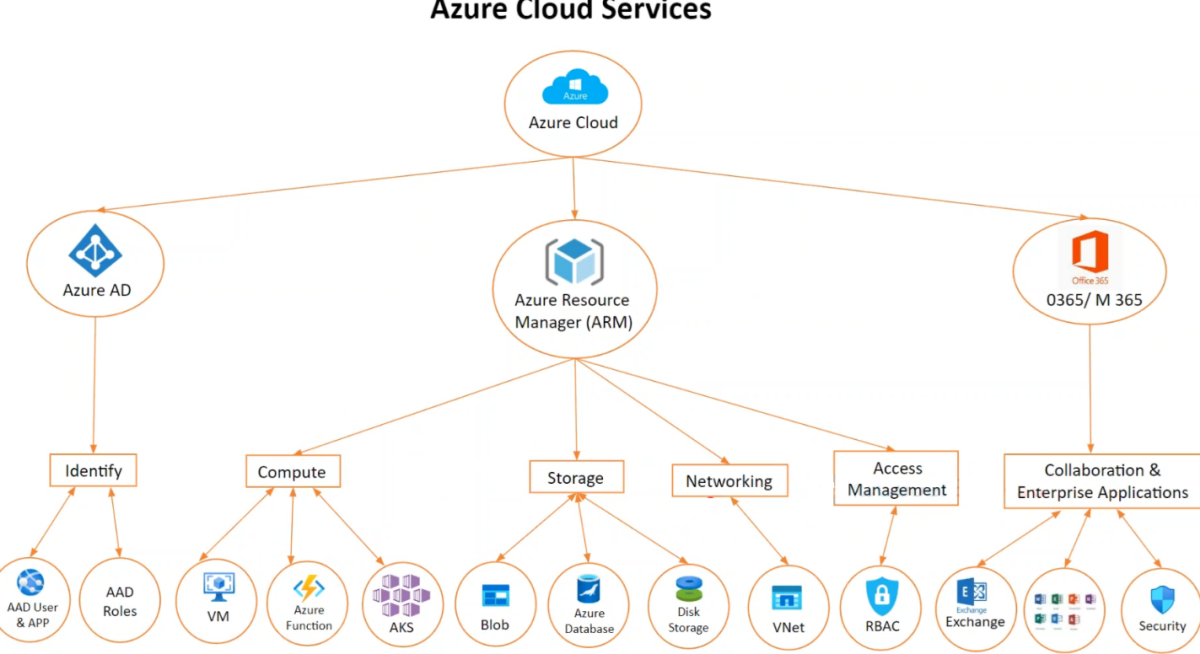 Azure Cloud Services
Azure
Azure Cloud
Azure AD
Azure Resource
Manager (ARM)
Office 365
0365/ M 365
Identify
Compute
Storage
Networking
Access
Management
Collaboration &
Enterprise Applications
AAD User
& APP
AAD
Roles
VM
Azure
Function
AKS
Blob
Azure
Database
Disk
Storage
VNet
RBAC
Exchange
Exchange
Security